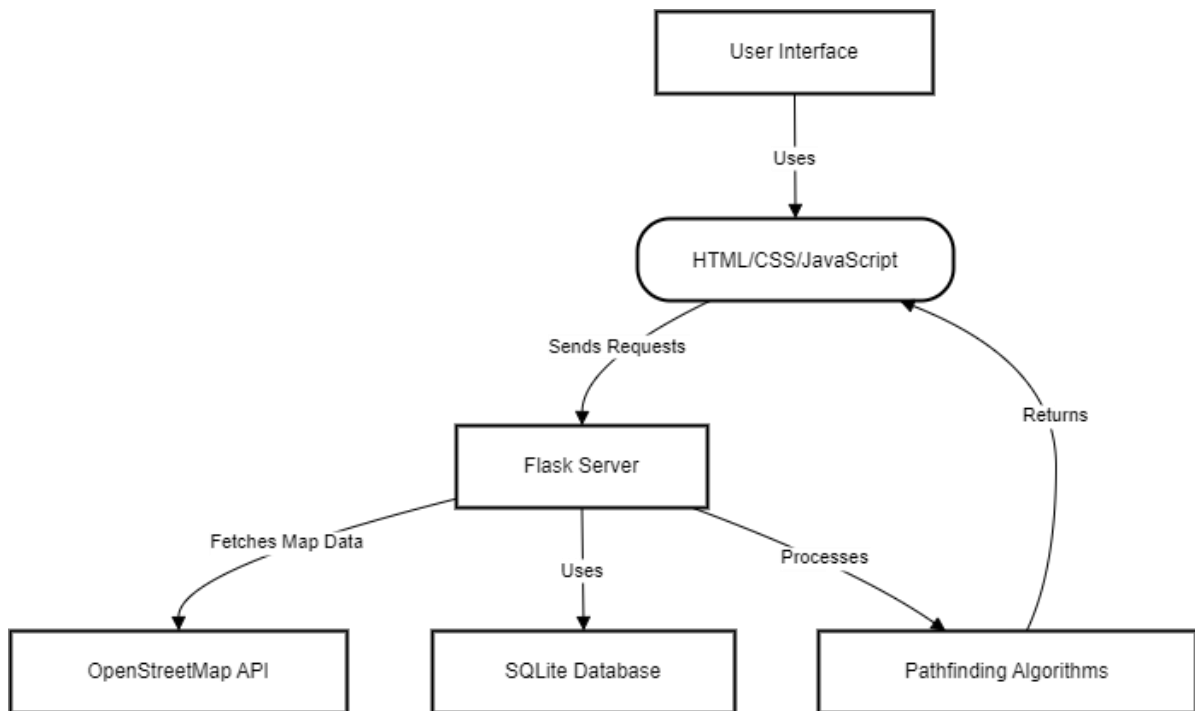 User Interface
Uses
HTML/CSS/JavaScript
Sends Requests
Returns
Flask Server
Fetches Map Data
Uses
Processes
OpenStreetMap API
SQLite Database
Pathfinding Algorithms